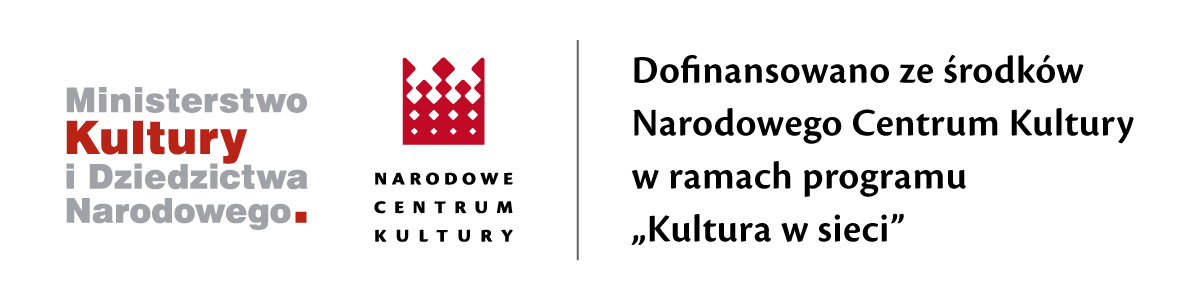 Ministerstwo
Kultury
i Dziedzictwa
Narodowego.
NARODOWE
CENTRUM
KULTURY
Dofinansowano ze środków
Narodowego Centrum Kultury
w ramach programu
„Kultura w sieci”